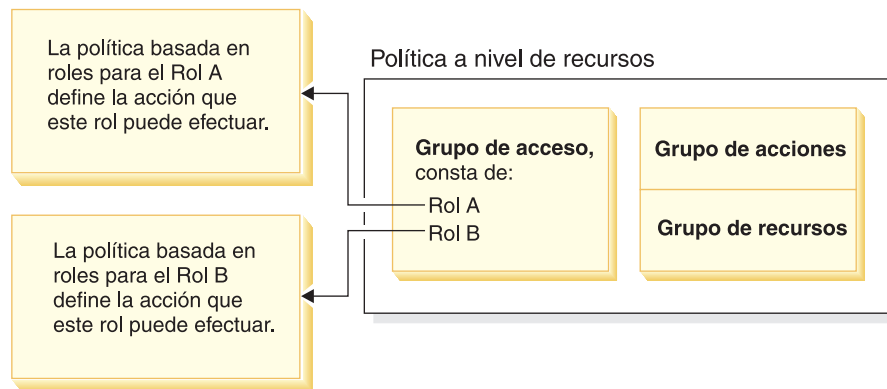 La política basada en
roles para el Rol A
define la acción que
este rol puede efectuar.
La política basada en
roles para el Rol B
define la acción que
este rol puede efectuar.
Política a nivel de recursos
Grupo de acceso,
consta de:
Rol A
Rol B
Grupo de acciones
Grupo de recursos